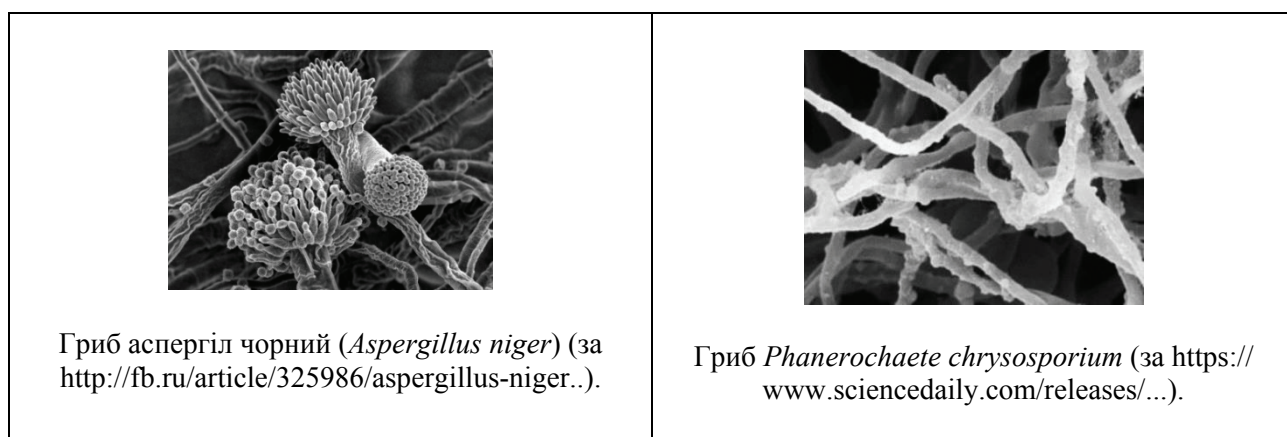 Гриб аспергіл чорний (Aspergillus niger) (за
http://fb.ru/article/325986/aspergillus-niger..).
Гриб Phanerochaete chrysosporium (за https://
www.sciencedaily.com/releases/...).